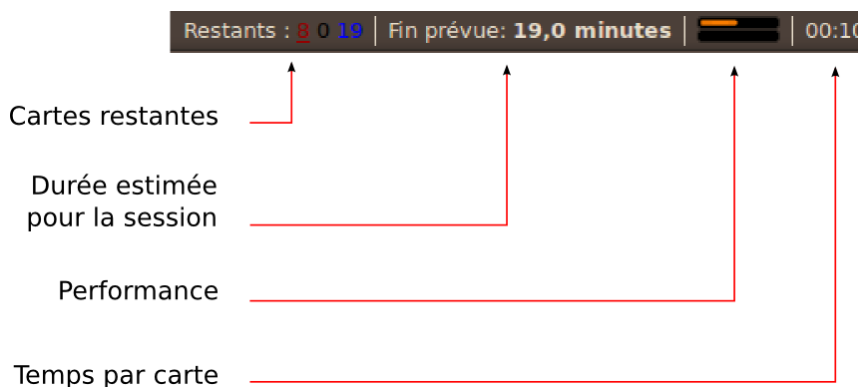 Restants : 8 0 19 Fin prévue: 19,0 minutes 00:10
Cartes restantes
Durée estimée
pour la session
Performance
Temps par carte